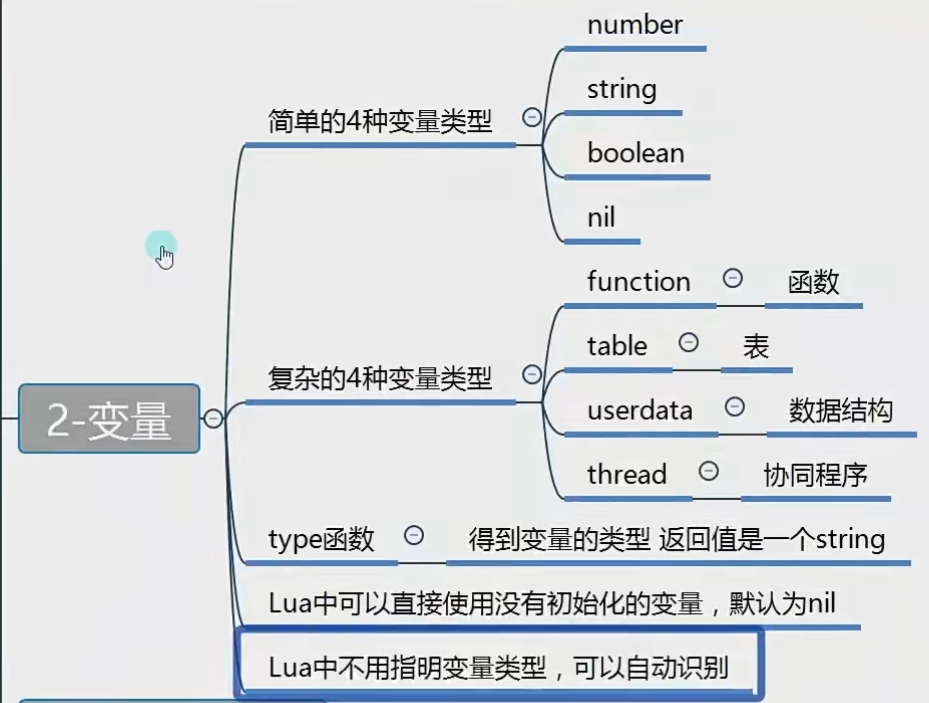 2-变量
简单的4种变量类型
number
string
boolean
nil
复杂的4种变量类型
function 函数
table 表
userdata 数据结构
thread 协同程序
type函数 得到变量的类型 返回值是一个string
Lua中可以直接使用没有初始化的变量，默认为nil
Lua中不用指明变量类型，可以自动识别